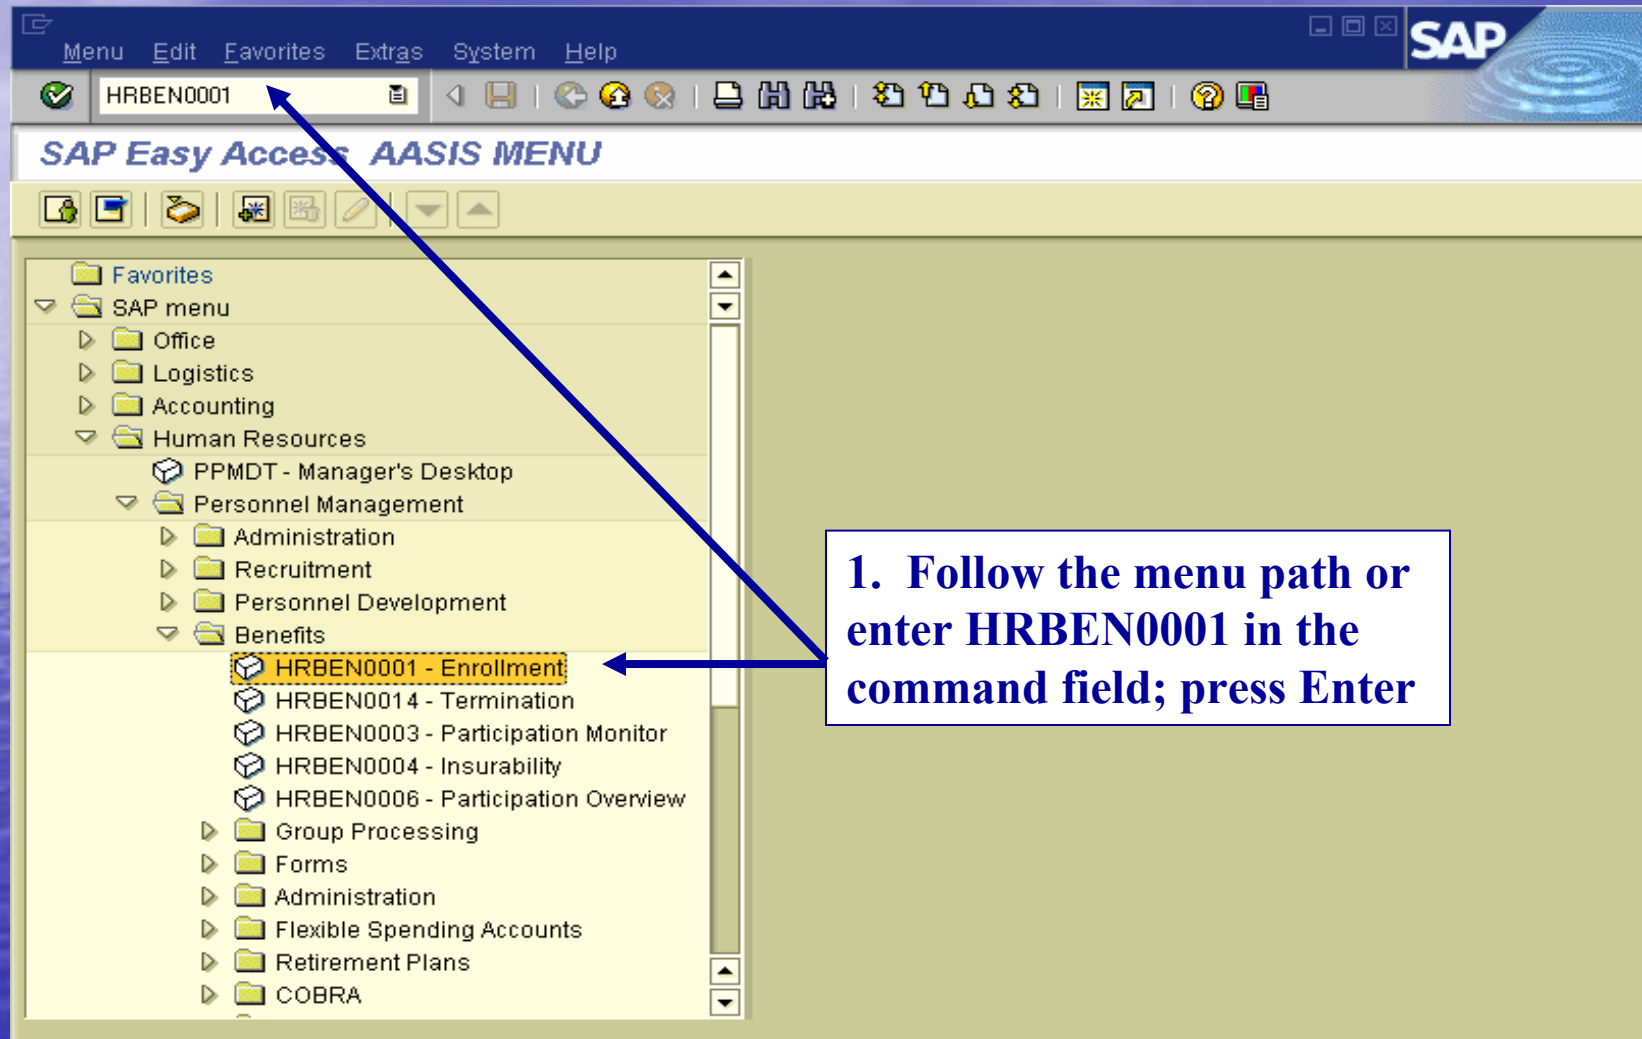 Menu Edit Favorites Extras System Help
SAP
HRBEN0001
SAP Easy Access AASIS MENU
Favorites
SAP menu
Office
Logistics
Accounting
Human Resources
PPMDT - Manager's Desktop
Personnel Management
Administration
Recruitment
Personnel Development
Benefits
HRBEN0001 - Enrollment
HRBEN0014 - Termination
HRBEN0003 - Participation Monitor
HRBEN0004 - Insurability
HRBEN0006 - Participation Overview
Group Processing
Forms
Administration
Flexible Spending Accounts
Retirement Plans
COBRA
1. Follow the menu path or
enter HRBEN0001 in the
command field; press Enter